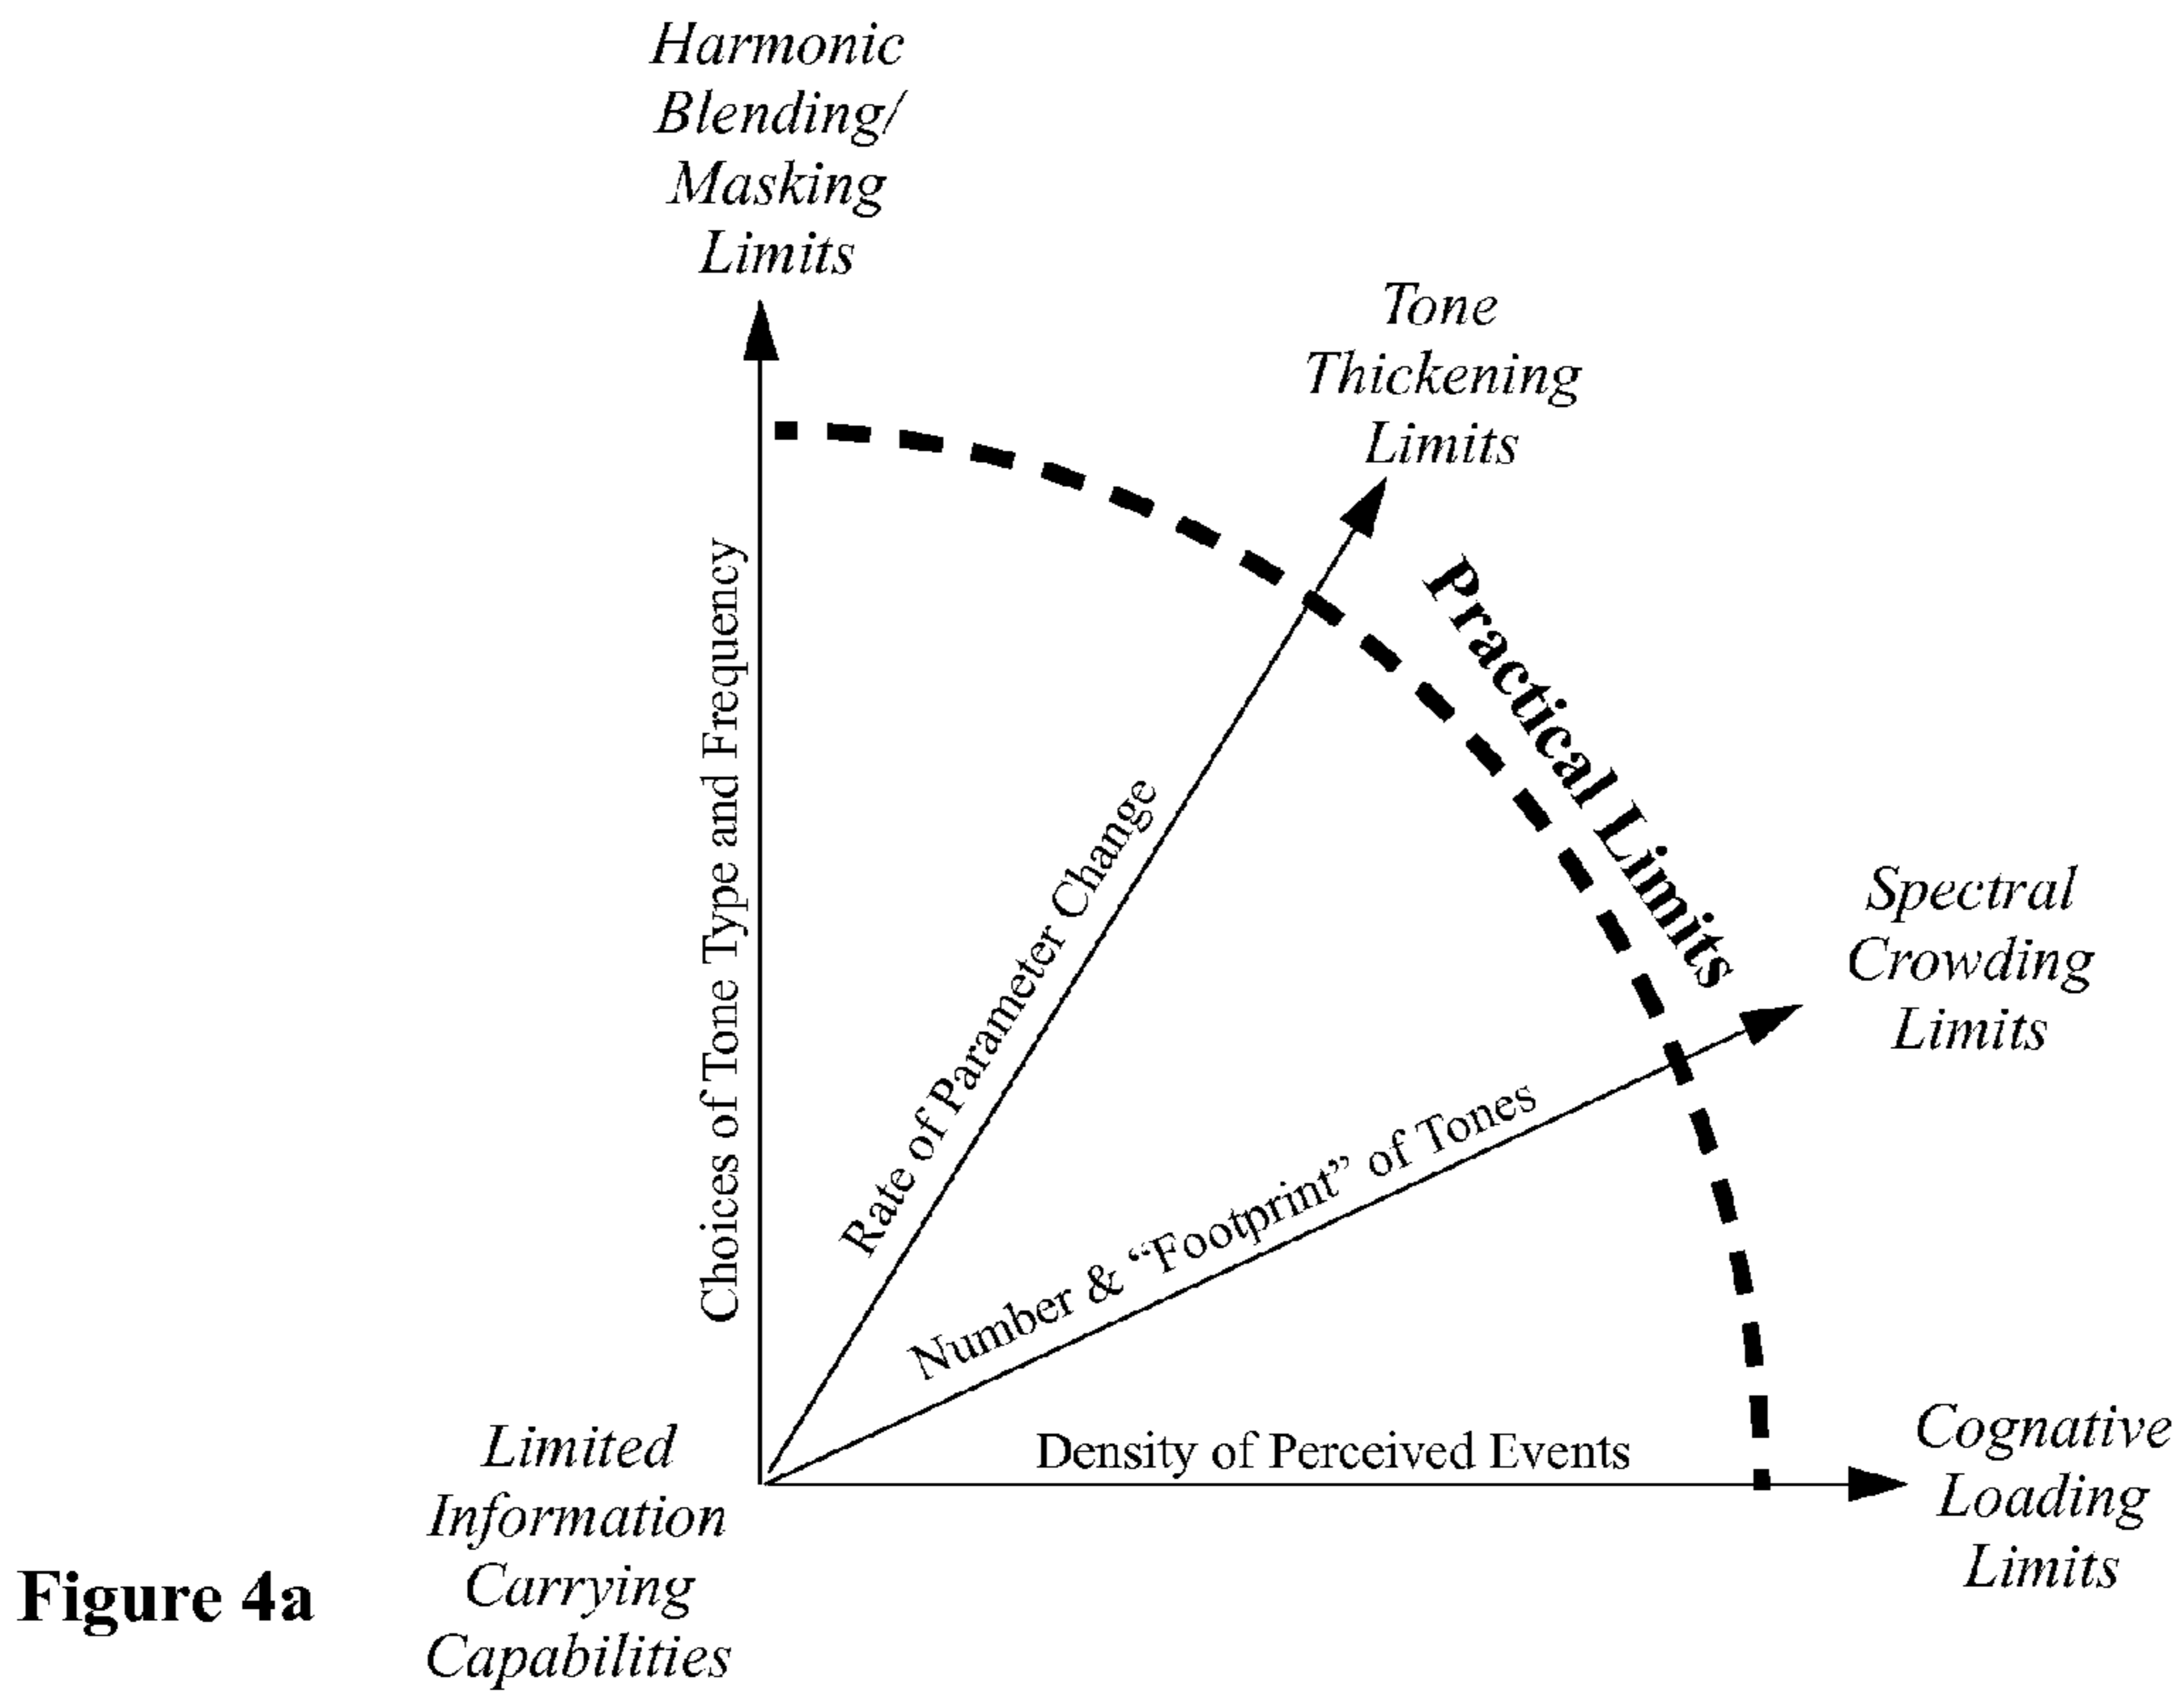 Harmonic
Blending/
Masking
Limits
Tone
Thickening
Limits
Practical Limits
Choices of Tone Type and Frequency
Rate of Parameter Change
Spectral
Crowding
Limits
Number & “Footprint” of Tones
Density of Perceived Events
Cognative
Loading
Limits
Limited
Information
Carrying
Capabilities
Figure 4a